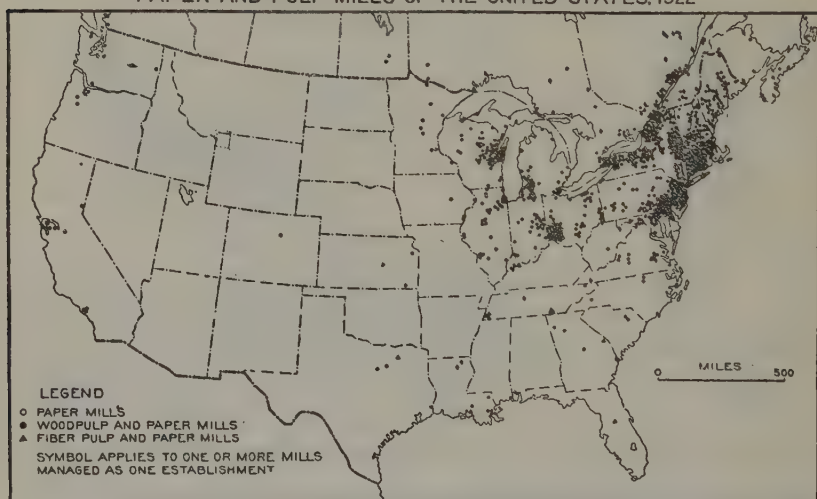 PAPER AND PULP MILLS OF THE UNITED STATES, 1922
MILES
0 500
LEGEND
PAPER MILLS
WOODPULP AND PAPER MILLS
FIBER PULP AND PAPER MILLS
SYMBOL APPLIES TO ONE OR MORE MILLS
MANAGED AS ONE ESTABLISHMENT